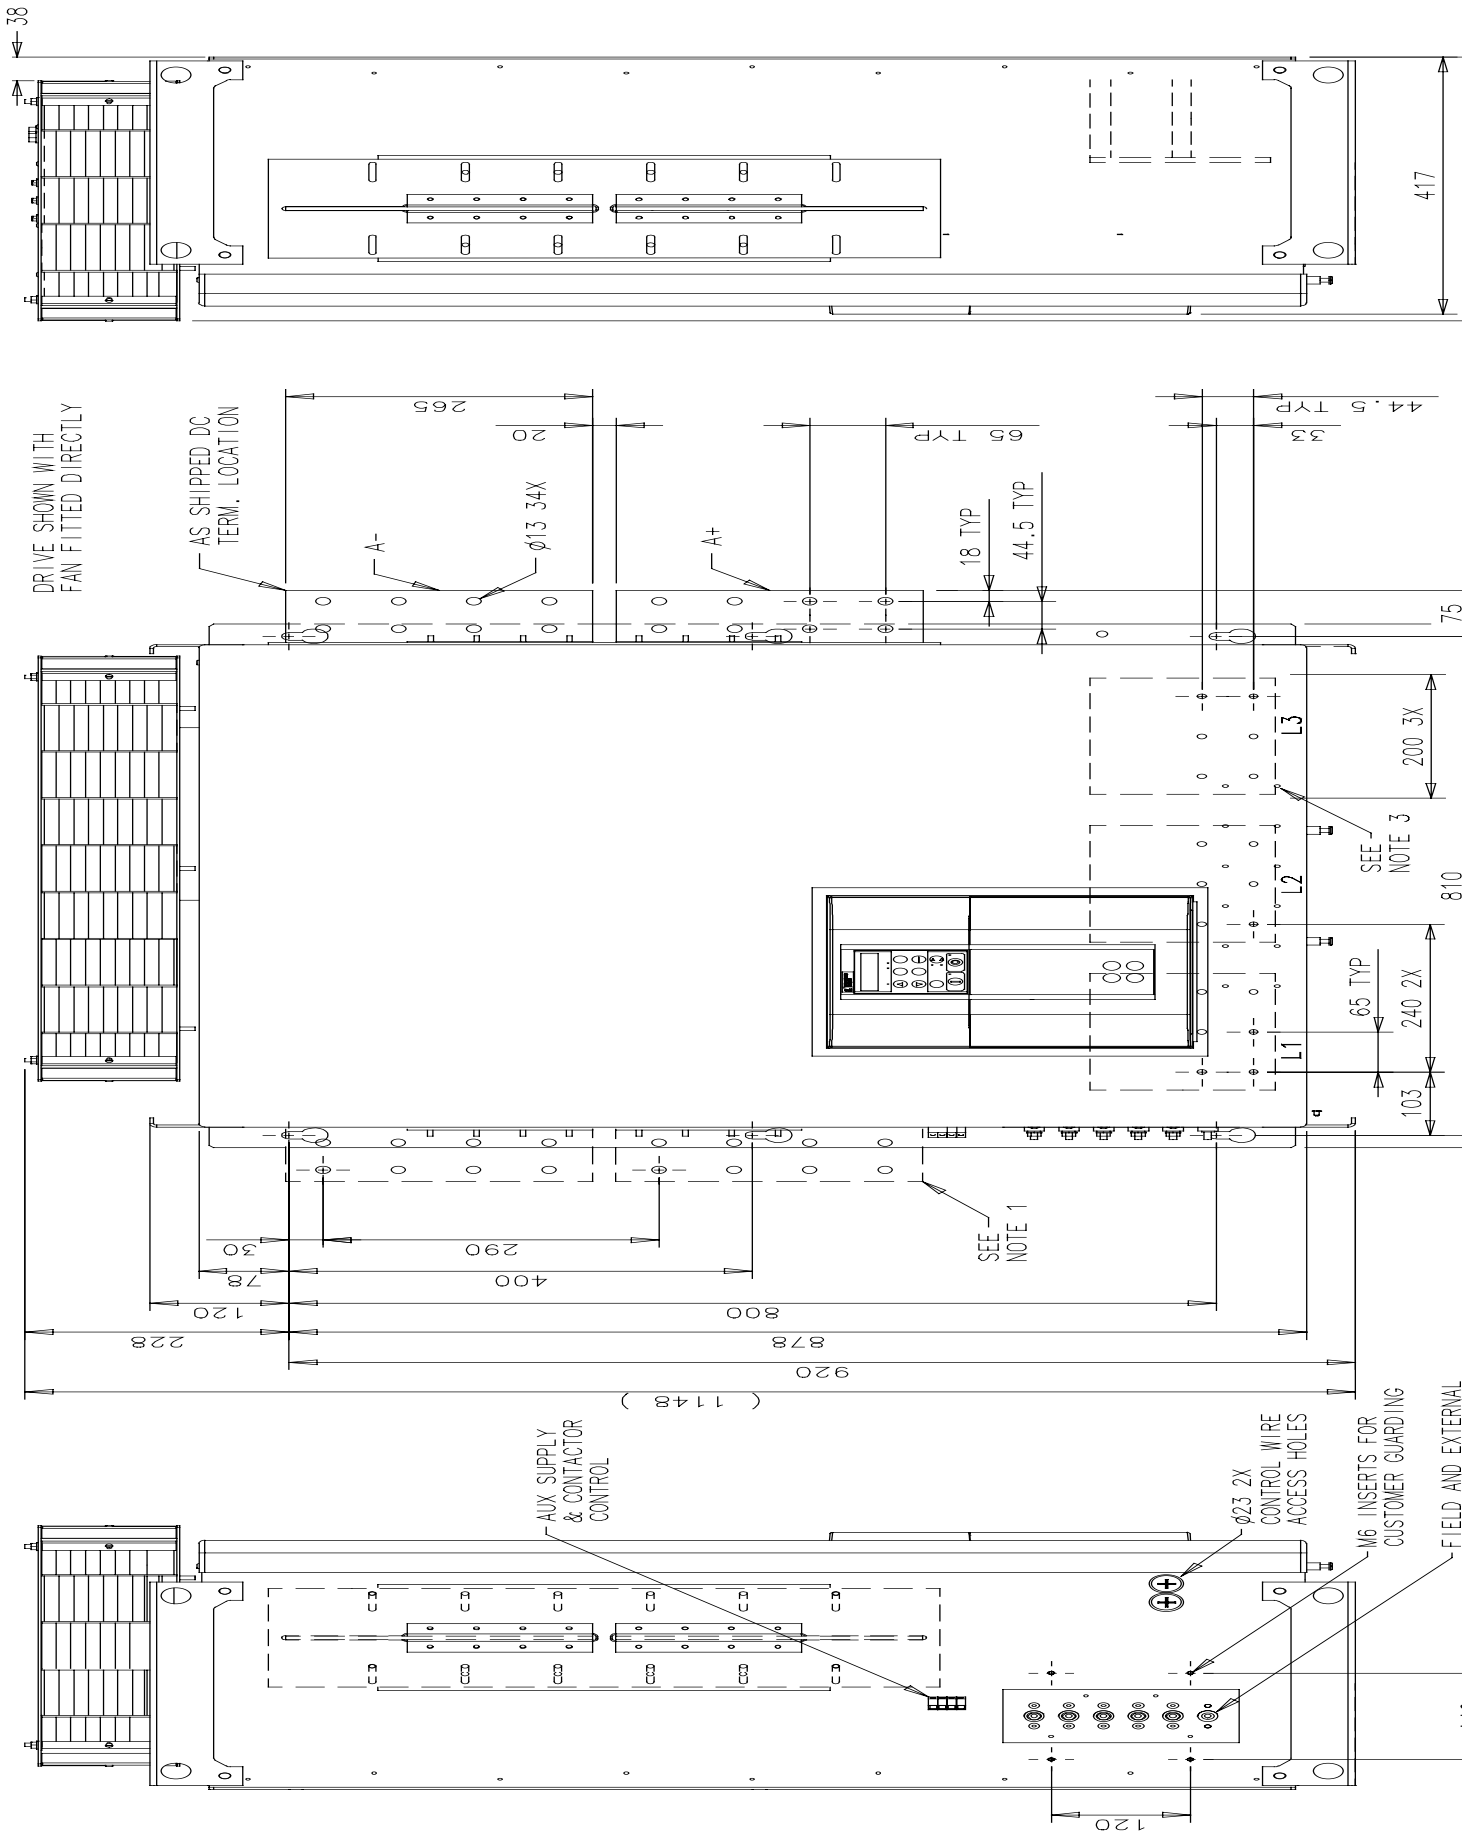 38
417
DRIVE SHOWN WITH
FAN FITTED DIRECTLY
AS SHIPPED DC
TERM. LOCATION
A-
ø13 34X
A+
18 TYP
44,5 TYP
265
20
65 TYP
44.5 TYP
33
75
L3
200 3X
SEE
NOTE 3
L2
810
65 TYP
240 2X
L1
103
SEE
NOTE 1
30
290
78
400
120
800
228
878
920
( 1148 )
AUX SUPPLY
& CONTACTOR
CONTROL
ø23 2X
CONTROL WIRE
ACCESS HOLES
M6 INSERTS FOR
CUSTOMER GUARDING
FIELD AND EXTERNAL
120